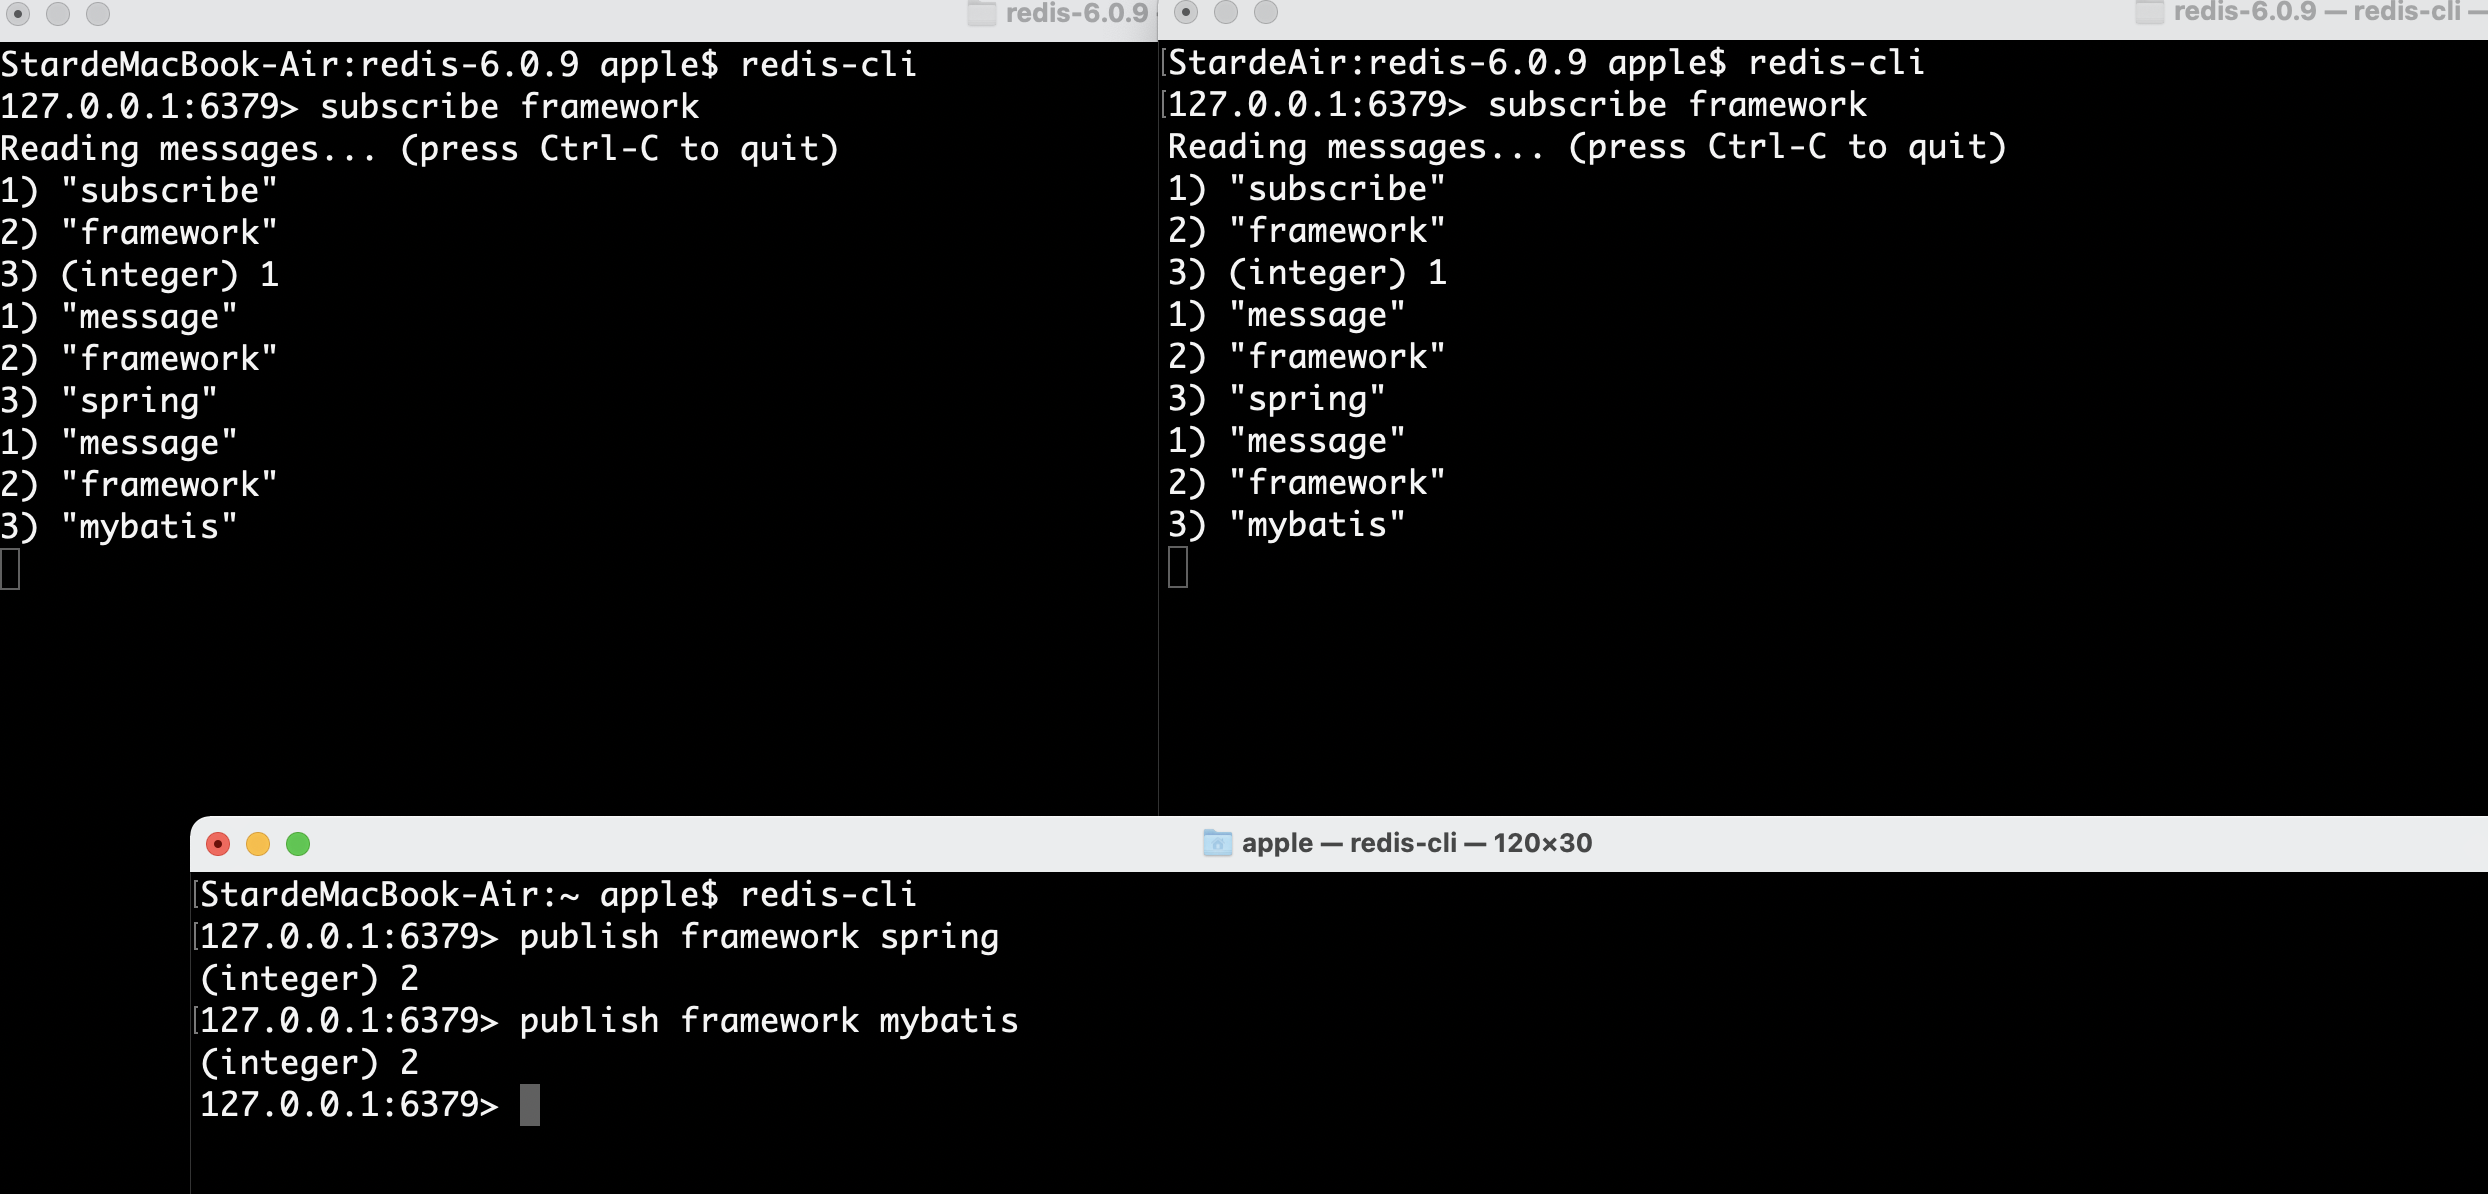 redis-6.0.9
StardeMacBook-Air:redis-6.0.9 apple$ redis-cli
127.0.0.1:6379> subscribe framework
Reading messages... (press Ctrl-C to quit)
1) "subscribe"
2) "framework"
3) (integer) 1
1) "message"
2) "framework"
3) "spring"
1) "message"
2) "framework"
3) "mybatis"
redis-6.0.9 — redis-cli —
[StardeAir:redis-6.0.9 apple$ redis-cli
[127.0.0.1:6379> subscribe framework
Reading messages... (press Ctrl-C to quit)
1) "subscribe"
2) "framework"
3) (integer) 1
1) "message"
2) "framework"
3) "spring"
1) "message"
2) "framework"
3) "mybatis"
apple — redis-cli — 120×30
[StardeMacBook-Air:~ apple$ redis-cli
[127.0.0.1:6379> publish framework spring
(integer) 2
[127.0.0.1:6379> publish framework mybatis
(integer) 2
127.0.0.1:6379>